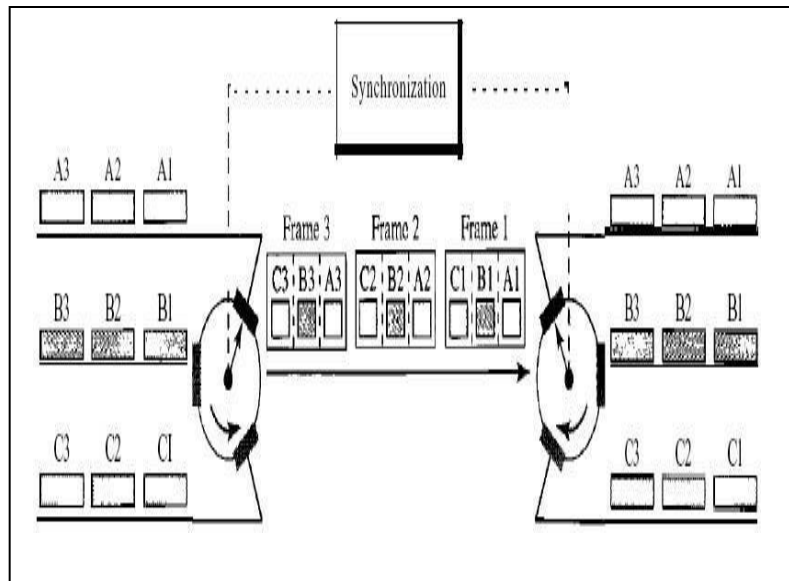 Synchronization
A3 A2 A1
A3 A2 A1
Frame 3 Frame 2 Frame 1
C3 B3 A3 C2 B2 A2 C1 B1 A1
B3 B2 B1
B3 B2 B1
C3 C2 CI
C3 C2 C1